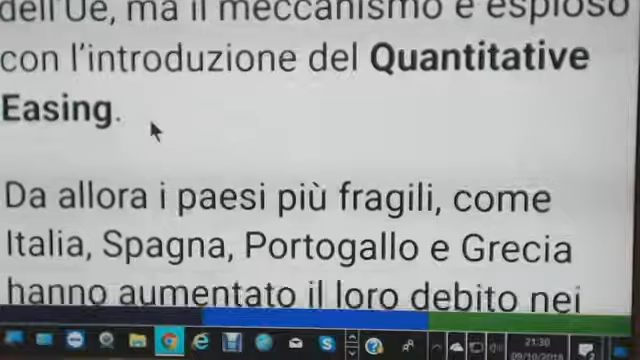 dell'Ue, ma il meccanismo è esploso
con l'introduzione del Quantitative
Easing.
Da allora i paesi più fragili, come
Italia, Spagna, Portogallo e Grecia
hanno aumentato il loro debito nei
21:30